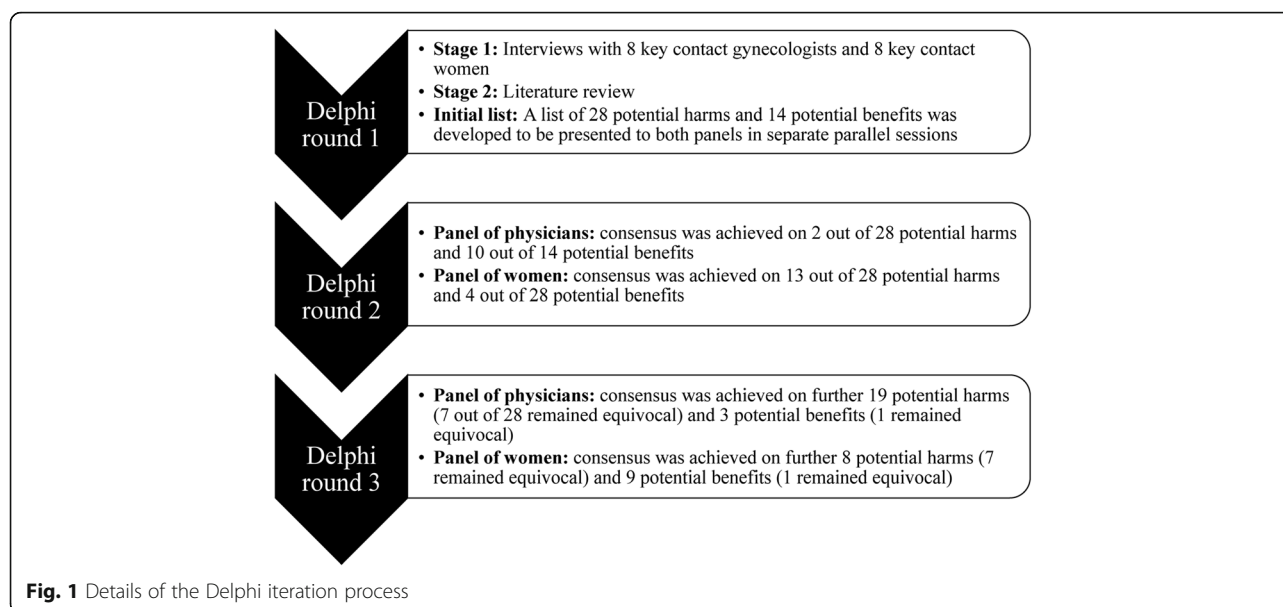 Delphi
round 1
• Stage 1: Interviews with 8 key contact gynecologists and 8 key contact
women
• Stage 2: Literature review
• Initial list: A list of 28 potential harms and 14 potential benefits was
developed to be presented to both panels in separate parallel sessions
Delphi
round 2
• Panel of physicians: consensus was achieved on 2 out of 28 potential harms
and 10 out of 14 potential benefits
• Panel of women: consensus was achieved on 13 out of 28 potential harms
and 4 out of 28 potential benefits
Delphi
round 3
• Panel of physicians: consensus was achieved on further 19 potential harms
(7 out of 28 remained equivocal) and 3 potential benefits (1 remained
equivocal)
• Panel of women: consensus was achieved on further 8 potential harms (7
remained equivocal) and 9 potential benefits (1 remained equivocal)
Fig. 1 Details of the Delphi iteration process